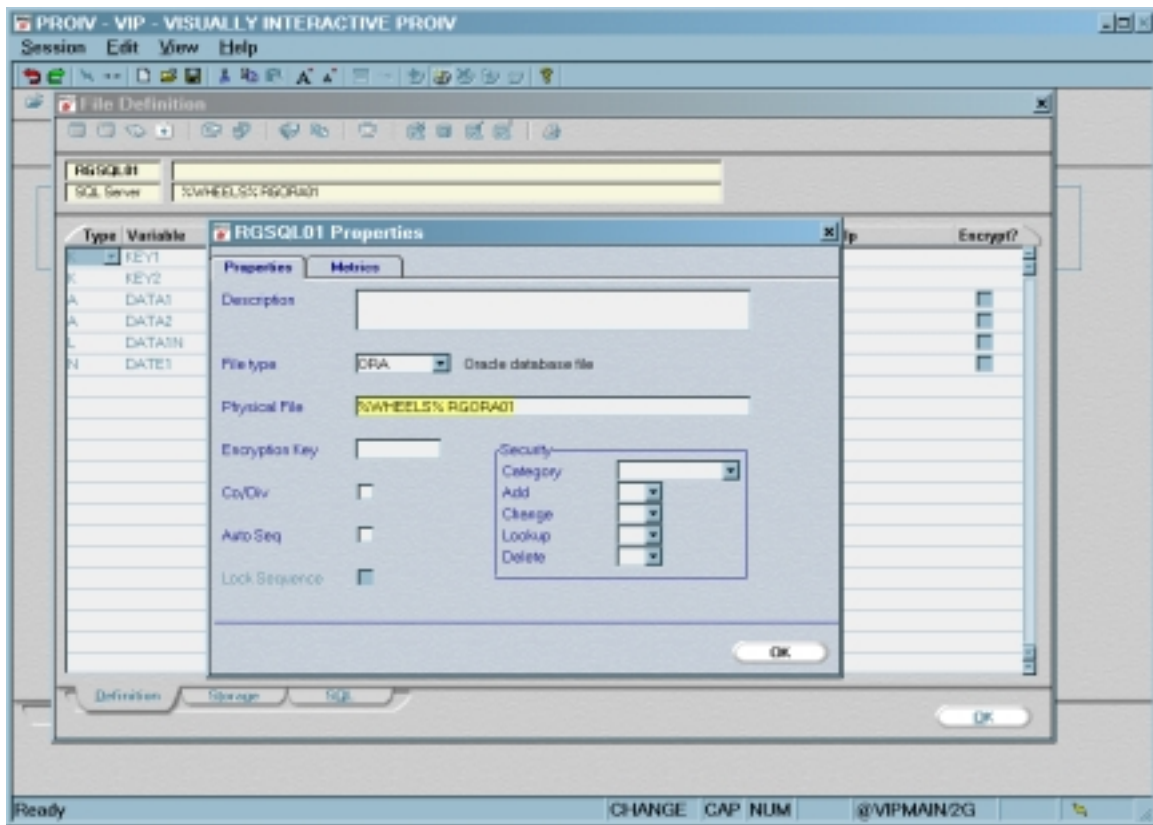 PROIV - VIP - VISUALLY INTERACTIVE PROIV
Session Edit View Help
File Definition
RGSQL01
SQL Server %WHEELS% RGORA01
Type Variable lp Encrypt?
K KEY1
K KEY2
A DATA1
A DATA2
L DATA1N
N DATE1
RGSQL01 Properties
Properties Metrics
Description
File type ORA Oracle database file
Physical File %WHEELS% RGORA01
Encryption Key
Co/Div
Auto Seq
Lock Sequence
Security
Category
Add
Change
Lookup
Delete
OK
Definition Storage SQL
OK
Ready CHANGE CAP NUM @VIPMAIN/2G